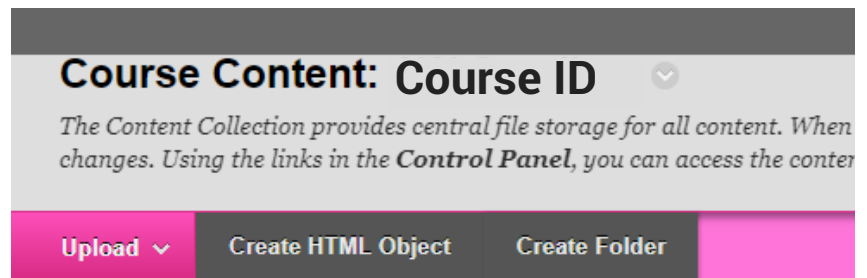 Course Content: Course ID
The Content Collection provides central file storage for all content. When
changes. Using the links in the Control Panel, you can access the conten
Upload Create HTML Object Create Folder